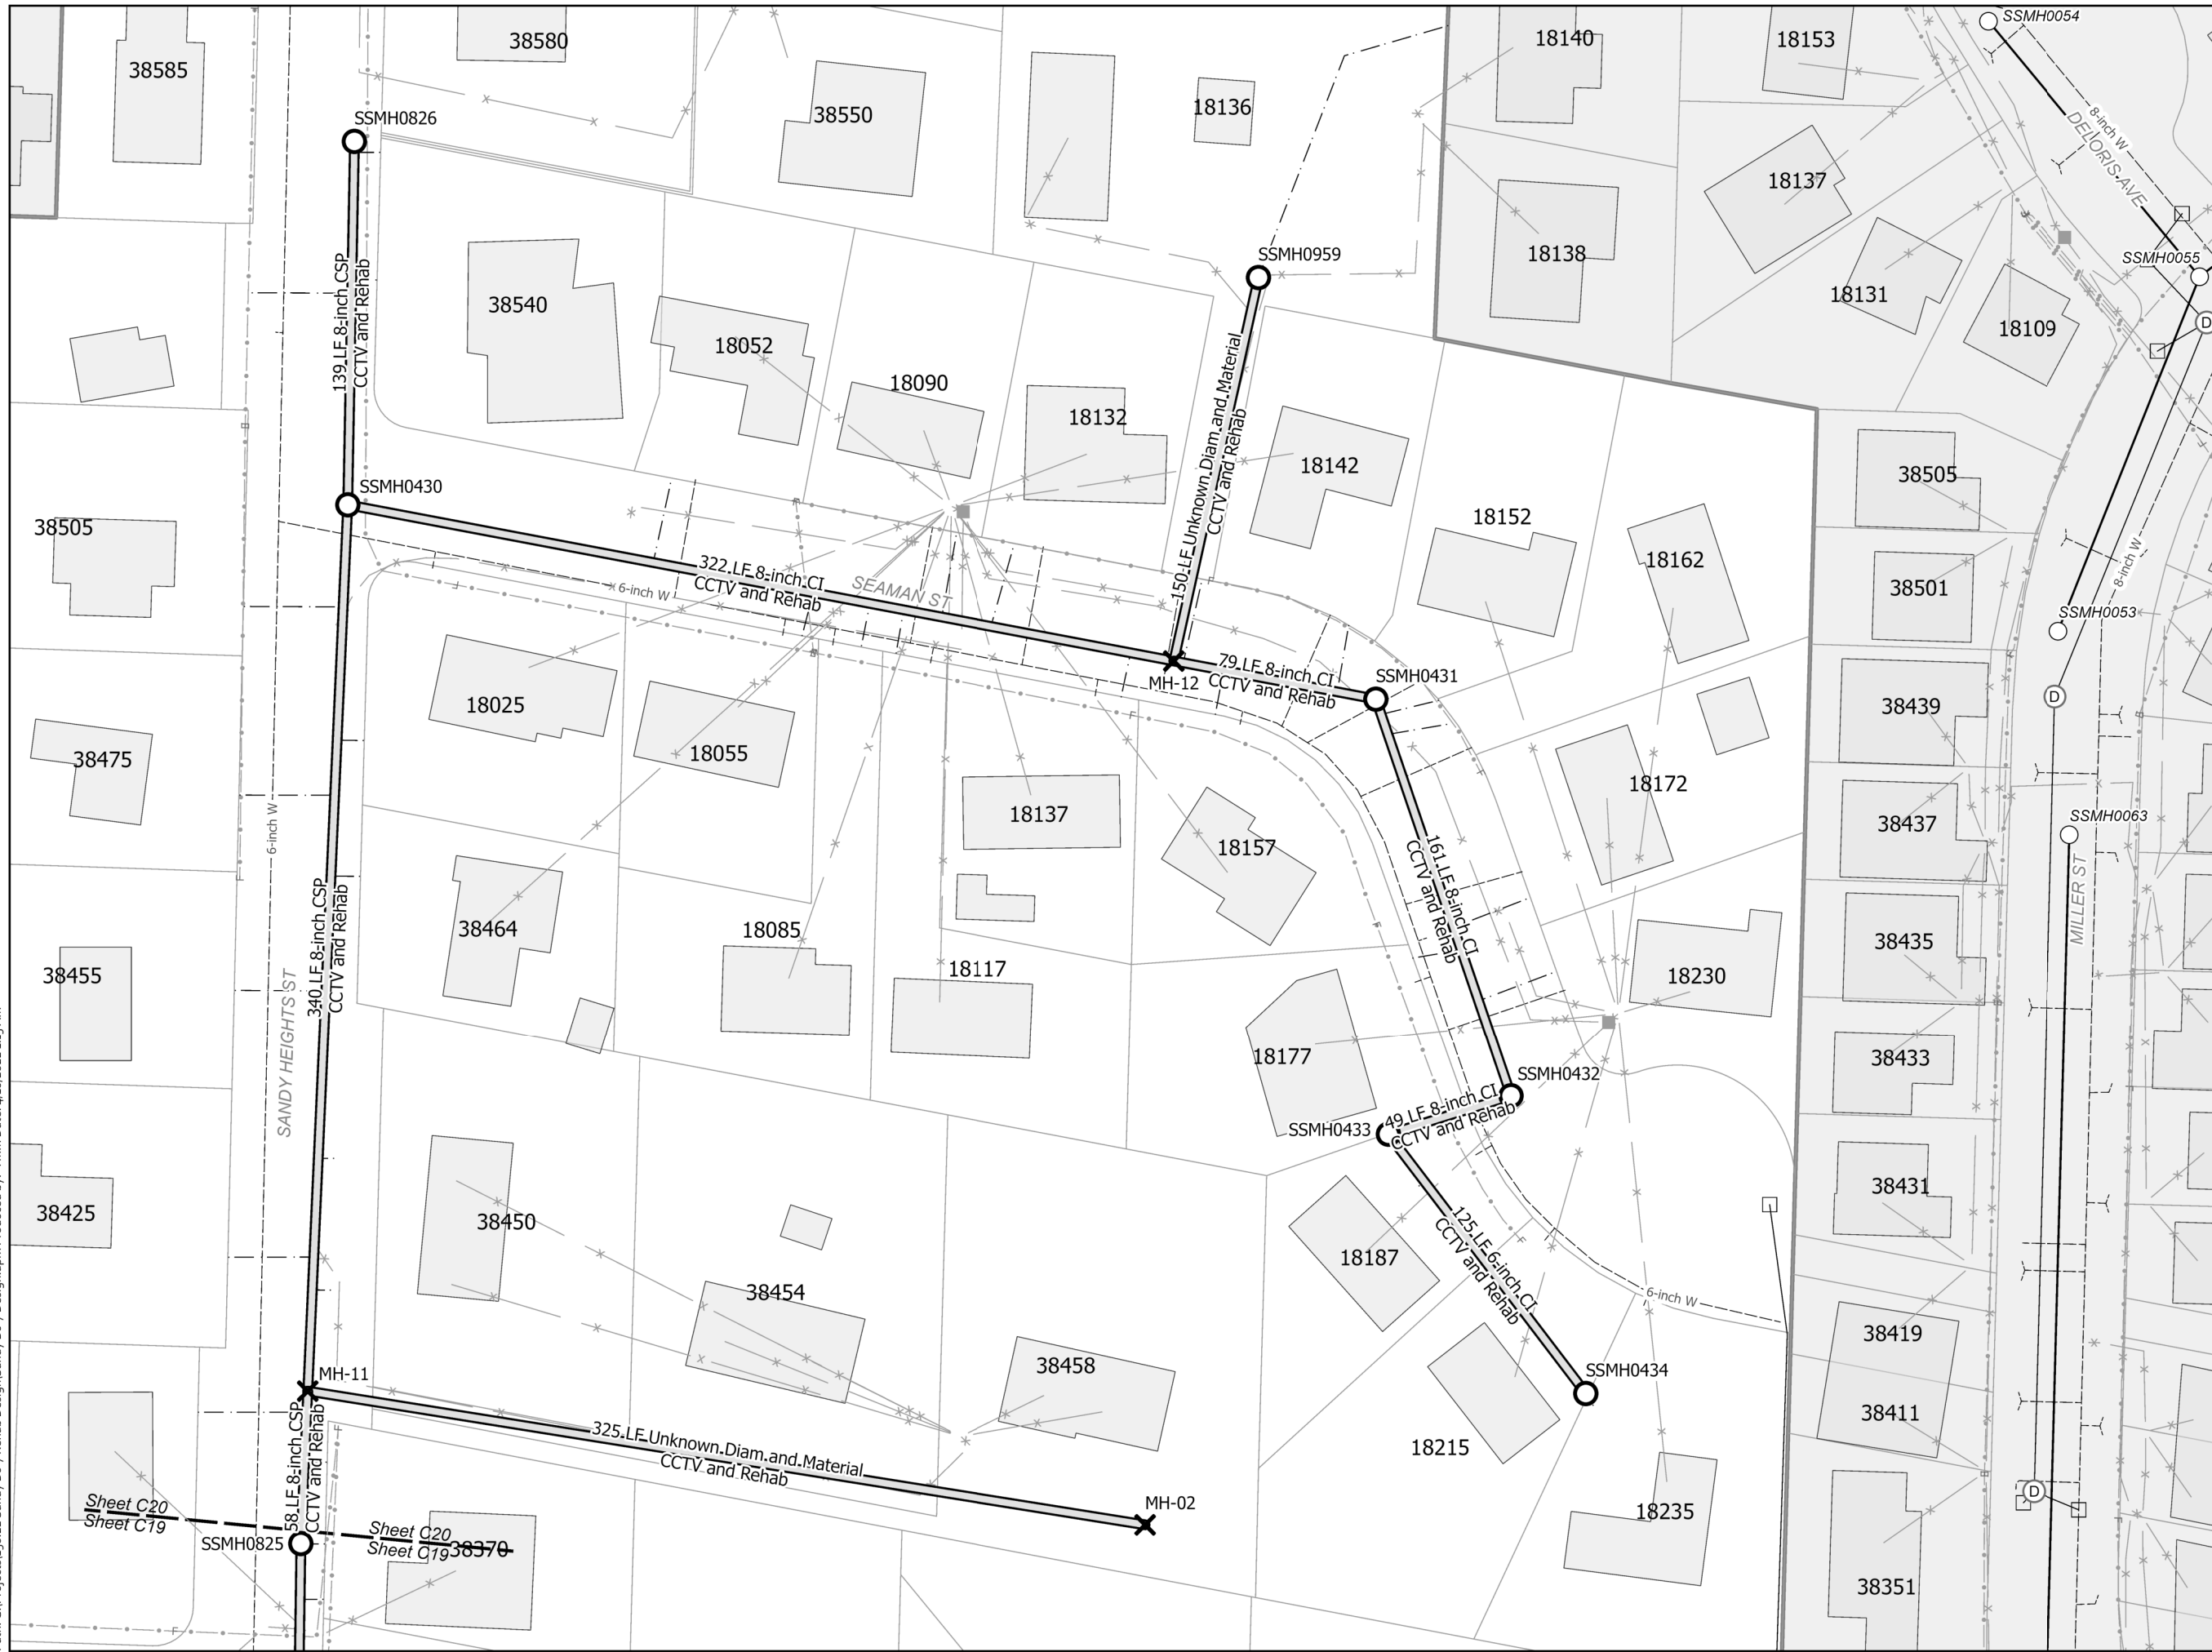 SSMH0054
38580
38585
18140
18153
18136
38550
SSMH0826
8-inch W
DELORIS AVE
18137
18138
SSMH0959
SSMH0055
139 LF 8-inch CSP
CCTV and Rehab
38540
18131
D
18109
18052
18090
18132
150 LF Unknown Diam and Material
CCTV and Rehab
18142
38505
SSMH0430
38505
18152
18162
322 LF 8-inch CI
CCTV and Rehab
SEAMAN ST
6-inch W
8-inch W
38501
SSMH0053
79 LF 8-inch CI
CCTV and Rehab
MH-12
SSMH0431
D
18025
38439
38475
18055
18172
6-inch W
18137
18157
SSMH0063
38437
161 LF 8-inch CI
CCTV and Rehab
38464
18085
MILLER ST
38435
340 LF 8-inch CSP
CCTV and Rehab
38455
18117
18230
SANDY HEIGHTS ST
18177
38433
SSMH0432
49 LF 8-inch CI
CCTV and Rehab
SSMH0433
38431
38425
38450
18187
125 LF 6-inch CI
CCTV and Rehab
38454
6-inch W
38419
38458
MH-11
SSMH0434
58 LF 8-inch CSP
CCTV and Rehab
38411
325 LF Unknown Diam and Material
CCTV and Rehab
18215
D
Sheet C20
Sheet C19
MH-02
18235
Sheet C20
Sheet C19
38370
SSMH0825
38351